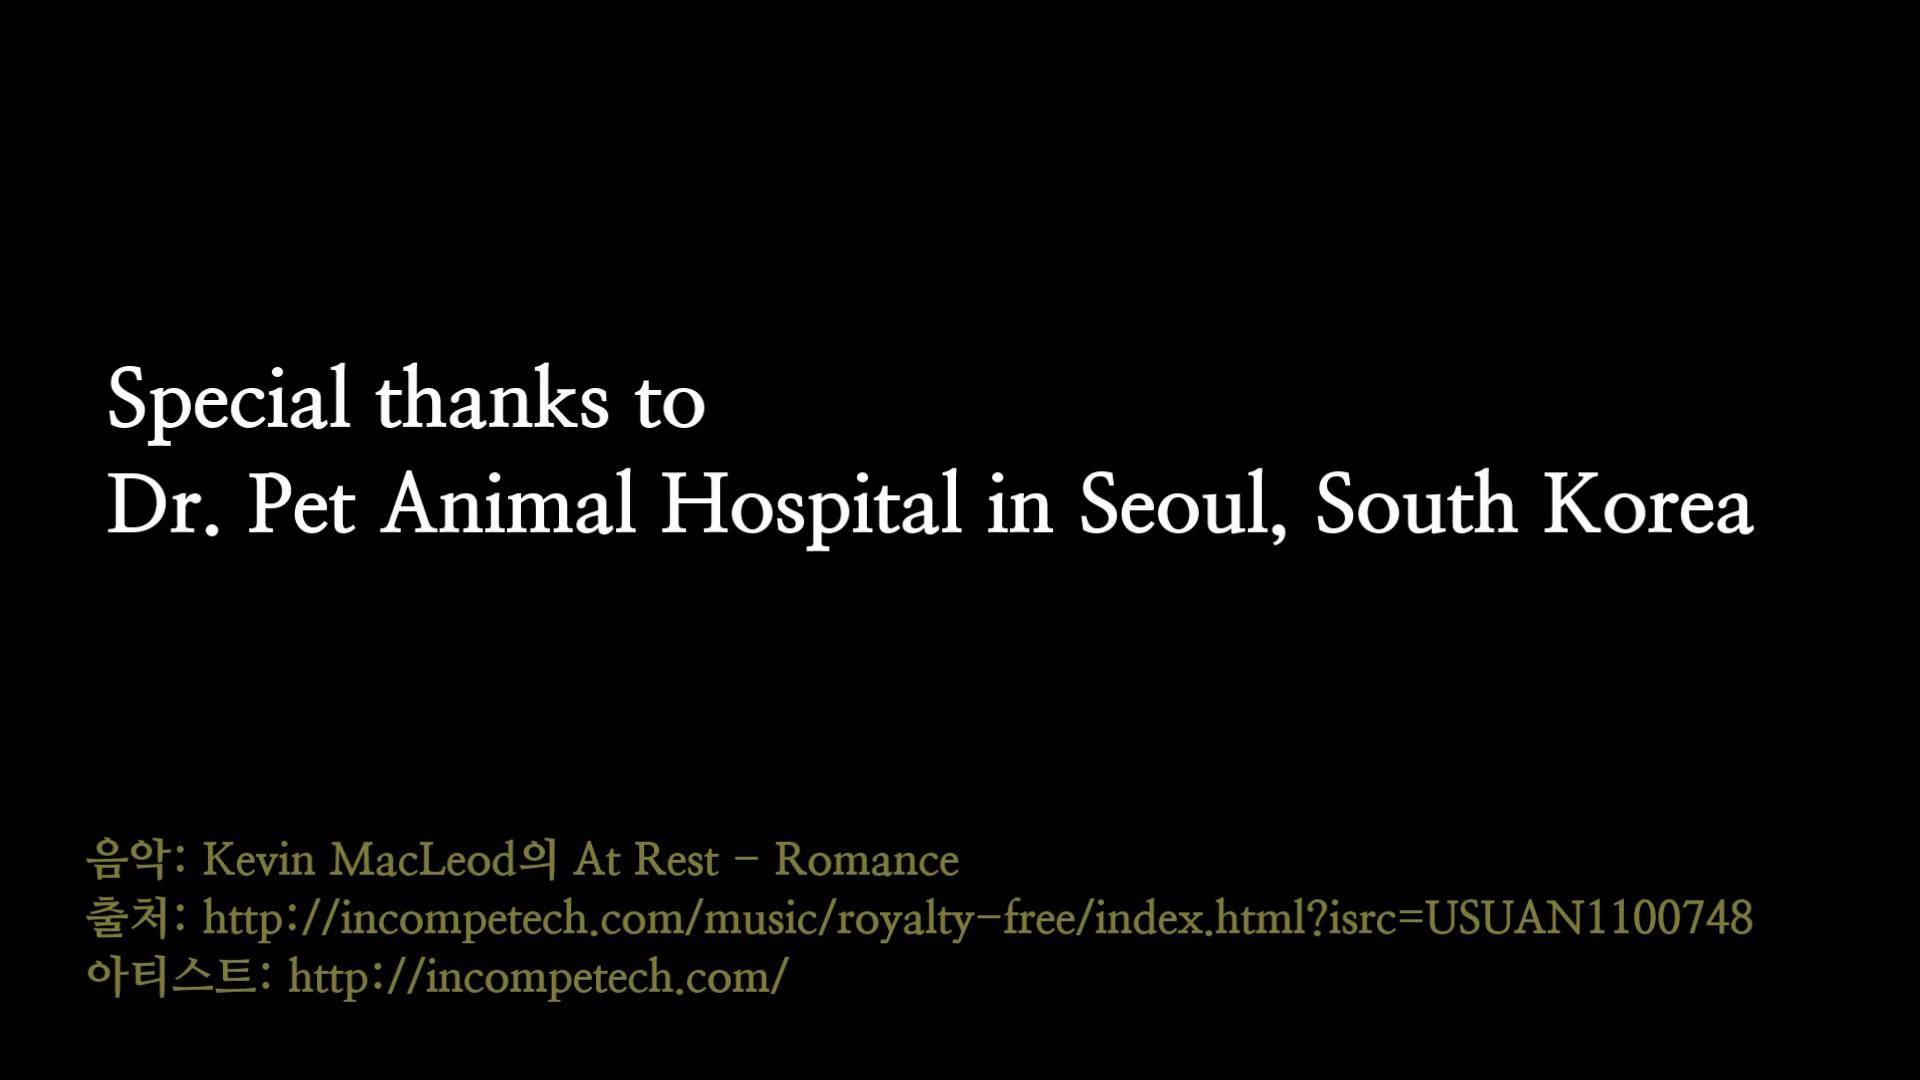 Special thanks to
Dr. Pet Animal Hospital in Seoul, South Korea
음악: Kevin MacLeod의 At Rest - Romance
출처: http://incompetech.com/music/royalty-free/index.html?isrc=USUAN1100748
아티스트: http://incompetech.com/